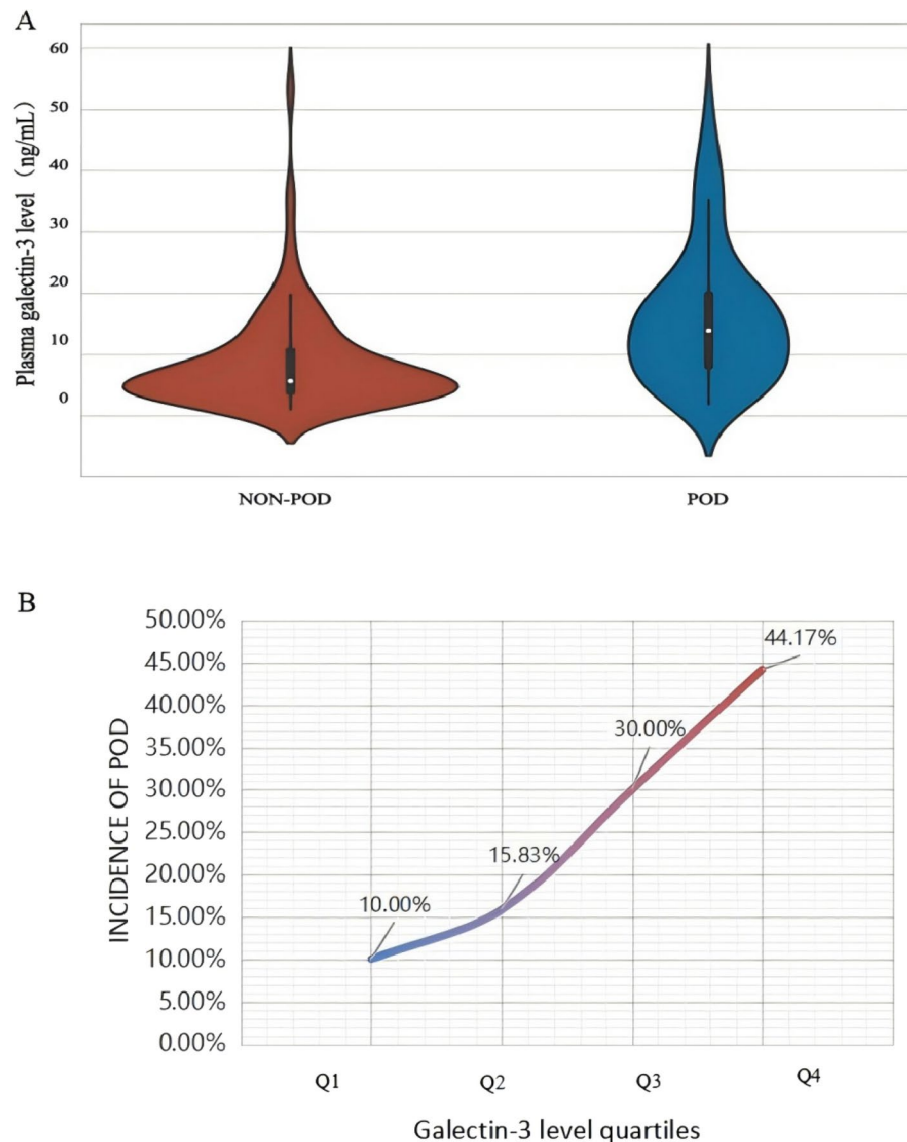 A
Plasma galectin-3 level （ng/mL）
60
50
40
30
20
10
0
NON-POD
POD
B
INCIDENCE OF POD
50.00%
45.00%
40.00%
35.00%
30.00%
25.00%
20.00%
15.00%
10.00%
5.00%
0.00%
10.00%
15.83%
30.00%
44.17%
Q1
Q2
Q3
Q4
Galectin-3 level quartiles